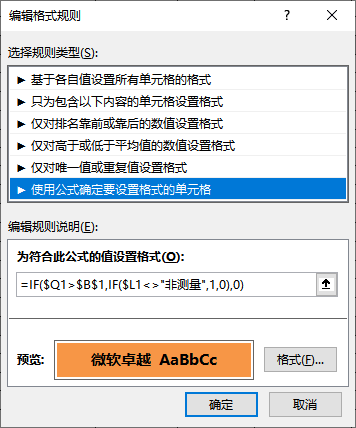 编辑格式规则 ? ×
选择规则类型(S):
► 基于各自值设置所有单元格的格式
► 只为包含以下内容的单元格设置格式
► 仅对排名靠前或靠后的数值设置格式
► 仅对高于或低于平均值的数值设置格式
► 仅对唯一值或重复值设置格式
► 使用公式确定要设置格式的单元格
编辑规则说明(E):
为符合此公式的值设置格式(O):
=IF($Q1>$B$1,IF($L1<>"非测量",1,0),0)
预览: 微软卓越 AaBbCc 格式(F)...
确定 取消